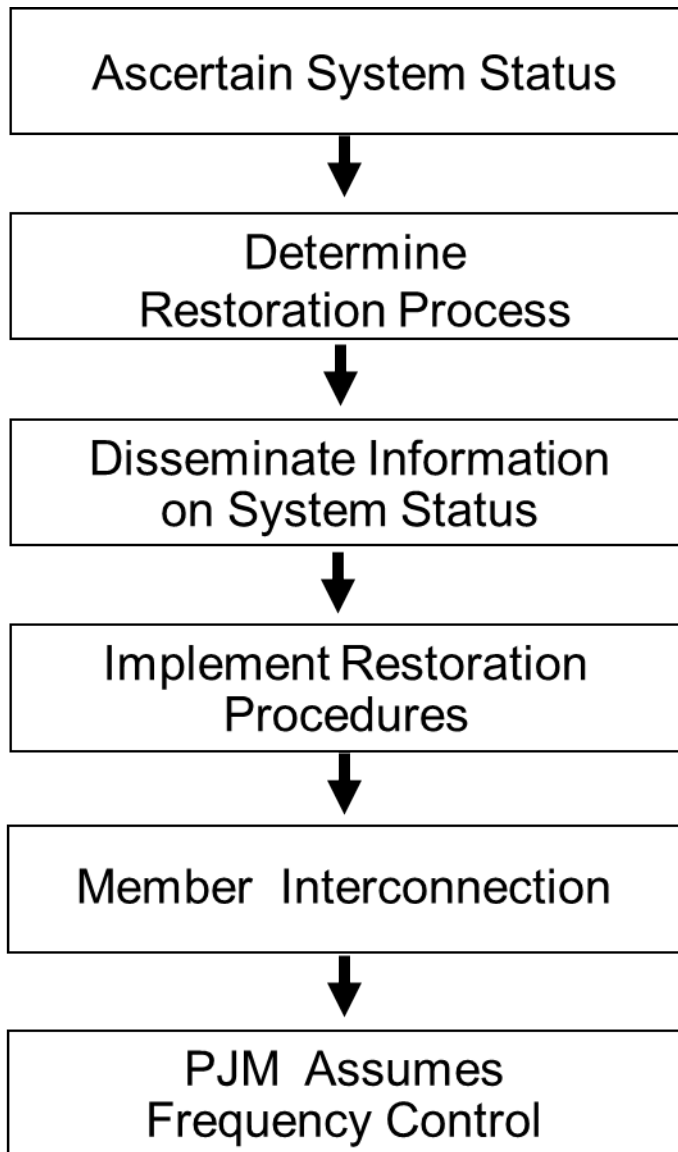 Ascertain System Status
Determine
Restoration Process
Disseminate Information
on System Status
Implement Restoration
Procedures
Member Interconnection
PJM Assumes
Frequency Control